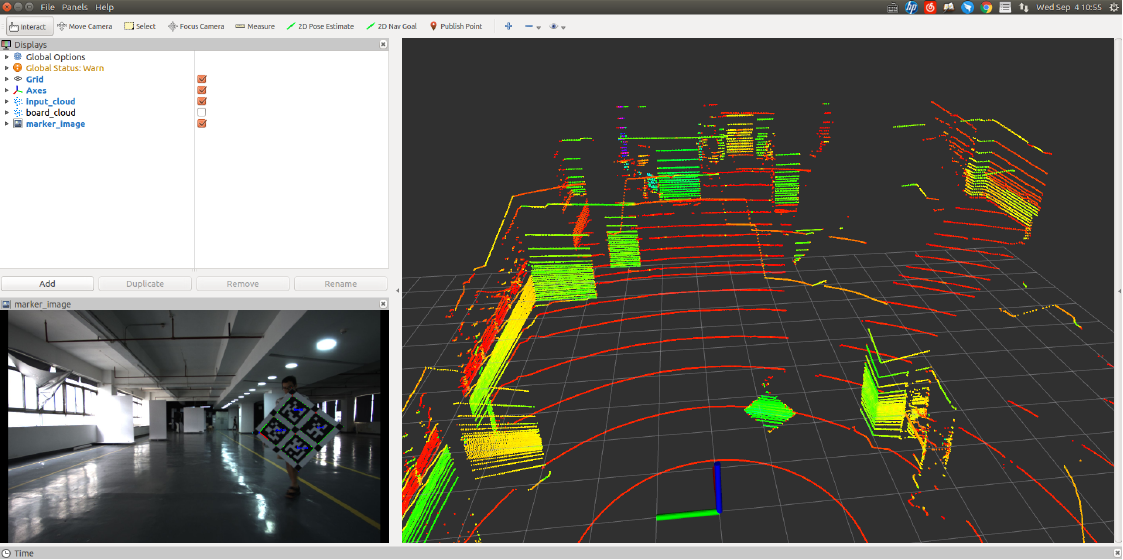 File Panels Help
hp
Wed Sep 4 10:55
Interact Move Camera Select Focus Camera Measure 2D Pose Estimate 2D Nav Goal Publish Point
Displays
Global Options
Global Status: Warn
Grid
Axes
input_cloud
board_cloud
marker_image
Add Duplicate Remove Rename
marker_image
Time